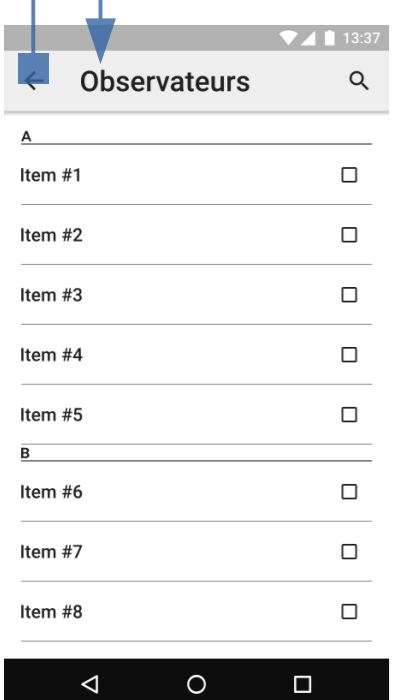 13:37
Observateurs
A
Item #1
Item #2
Item #3
Item #4
Item #5
B
Item #6
Item #7
Item #8